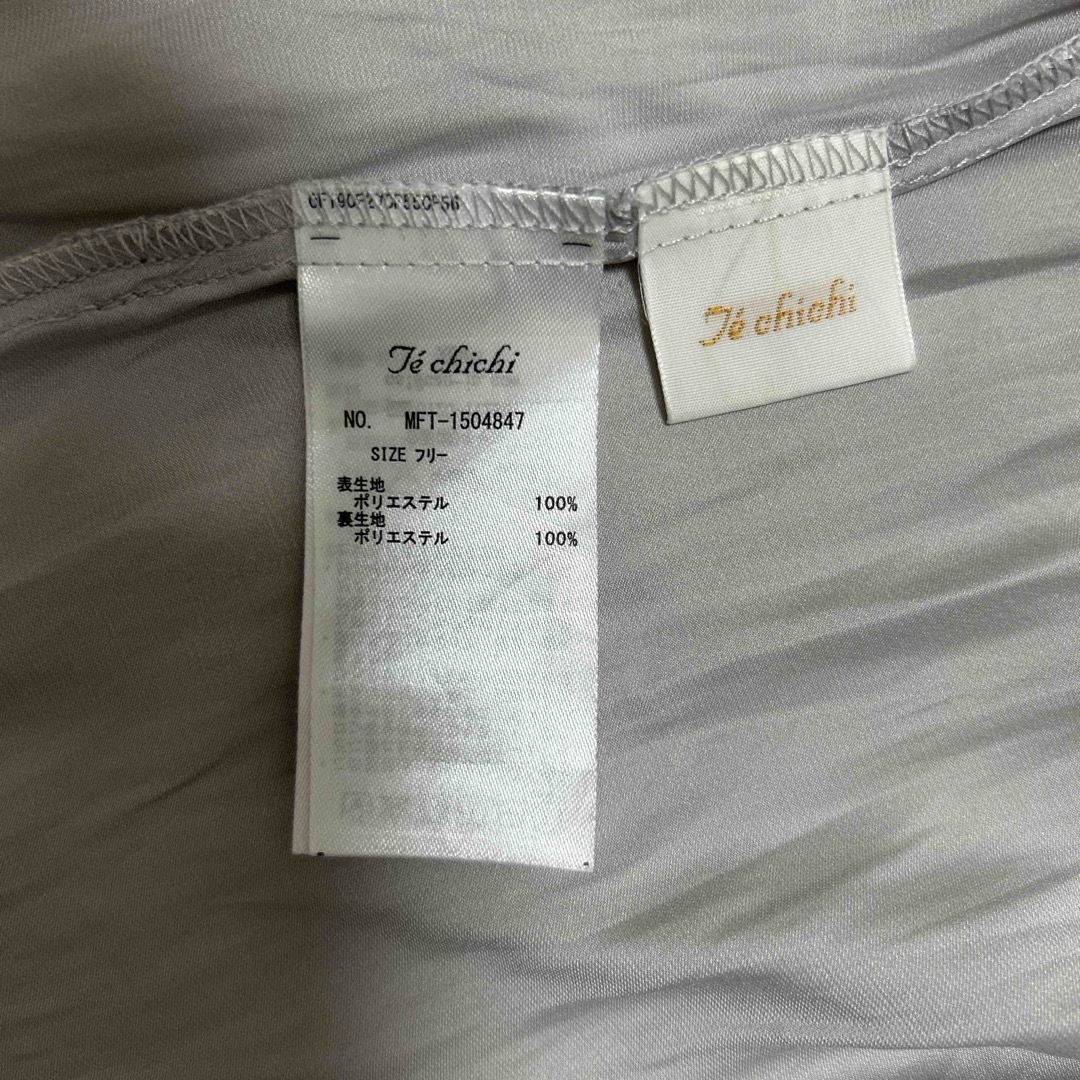 Té chichi
NO. MFT-1504847
SIZE フリー
表生地
ポリエステル 100%
裏生地
ポリエステル 100%
Té chichi